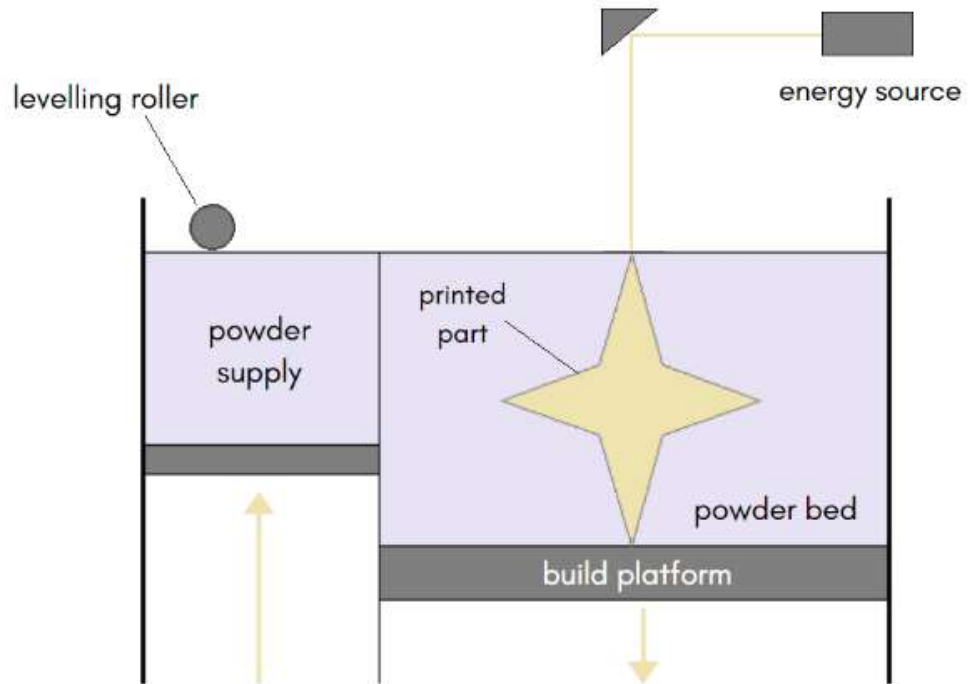 energy source
levelling roller
printed
part
powder
supply
powder bed
build platform